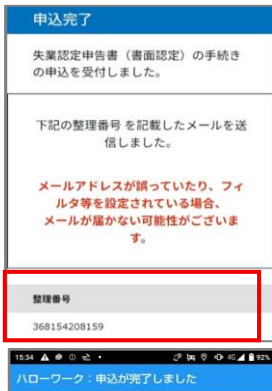 申込完了
失業認定申告書（書面認定）の手続き
の申込を受付しました。
下記の整理番号 を記載したメールを送
信しました。
メールアドレスが誤っていたり、フィ
ルタ等を設定されている場合、
メールが届かない可能性がございま
す。
整理番号
368154208159
15:34
4G 92%
ハローワーク：申込が完了しました